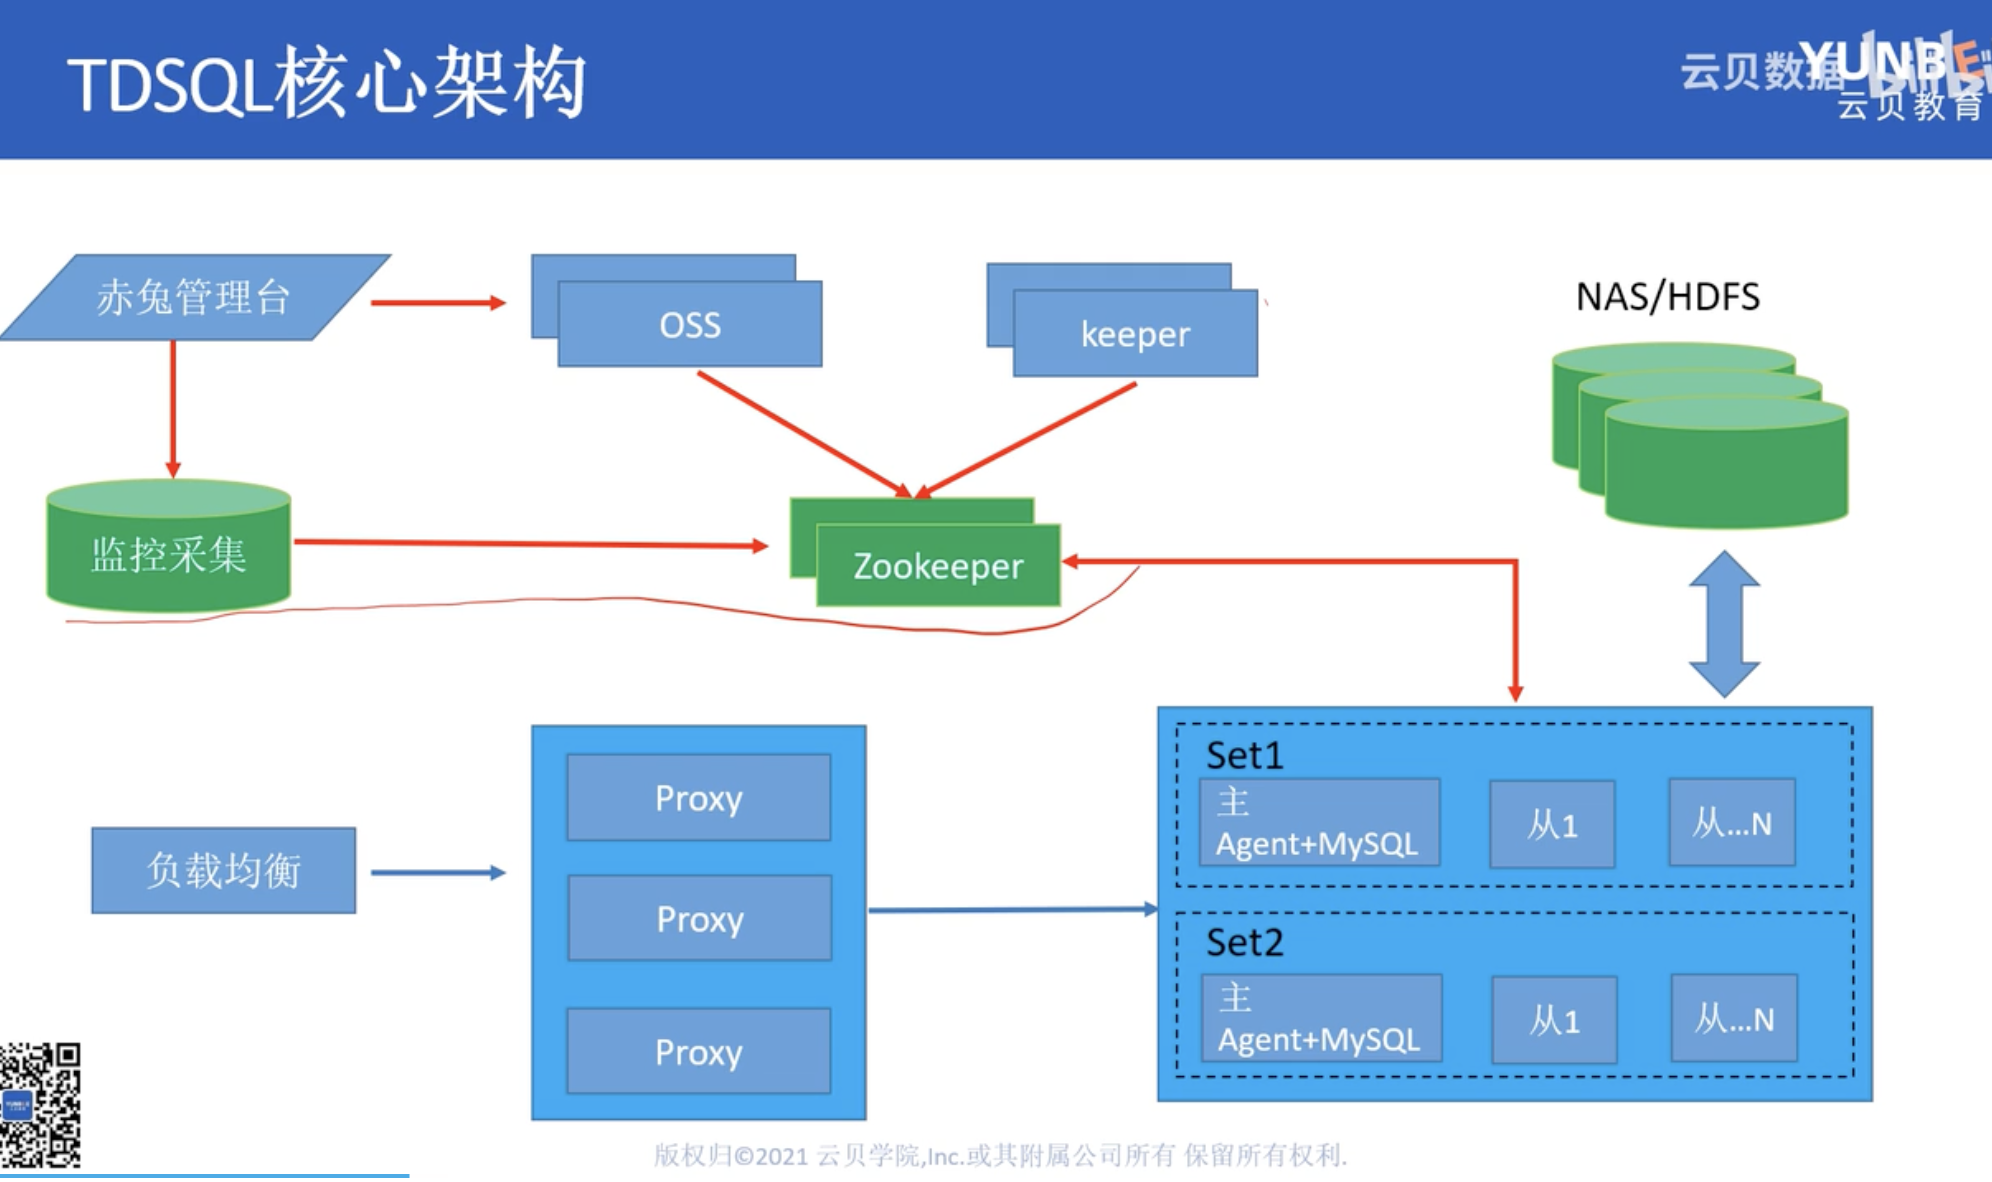 TDSQL核心架构
云贝数据
YUNBE
云贝教育
赤兔管理台
OSS
keeper
NAS/HDFS
监控采集
Zookeeper
负载均衡
Proxy
Proxy
Proxy
Set1
主
Agent+MySQL
从1
从...N
Set2
主
Agent+MySQL
从1
从...N
版权归©2021 云贝学院,Inc.或其附属公司所有 保留所有权利.